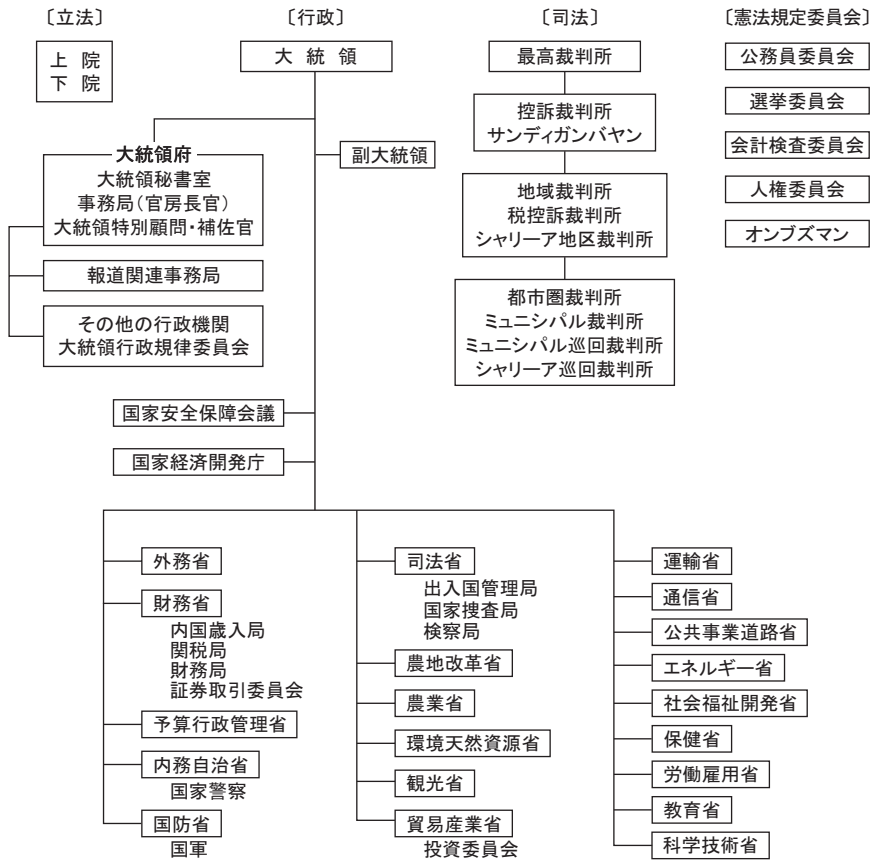 〔立法〕
上 院
下 院
〔行政〕
大 統 領
副大統領
大統領府
大統領秘書室
事務局（官房長官）
大統領特別顧問・補佐官
報道関連事務局
その他の行政機関
大統領行政規律委員会
国家安全保障会議
国家経済開発庁
〔司法〕
最高裁判所
控訴裁判所
サンディガンバヤン
地域裁判所
税控訴裁判所
シャリーア地区裁判所
都市圏裁判所
ミュニシパル裁判所
ミュニシパル巡回裁判所
シャリーア巡回裁判所
〔憲法規定委員会〕
公務員委員会
選挙委員会
会計検査委員会
人権委員会
オンブズマン
外務省
財務省
内国歳入局
関税局
財務局
証券取引委員会
予算行政管理省
内務自治省
国家警察
国防省
国軍
司法省
出入国管理局
国家捜査局
検察局
農地改革省
農業省
環境天然資源省
観光省
貿易産業省
投資委員会
運輸省
通信省
公共事業道路省
エネルギー省
社会福祉開発省
保健省
労働雇用省
教育省
科学技術省